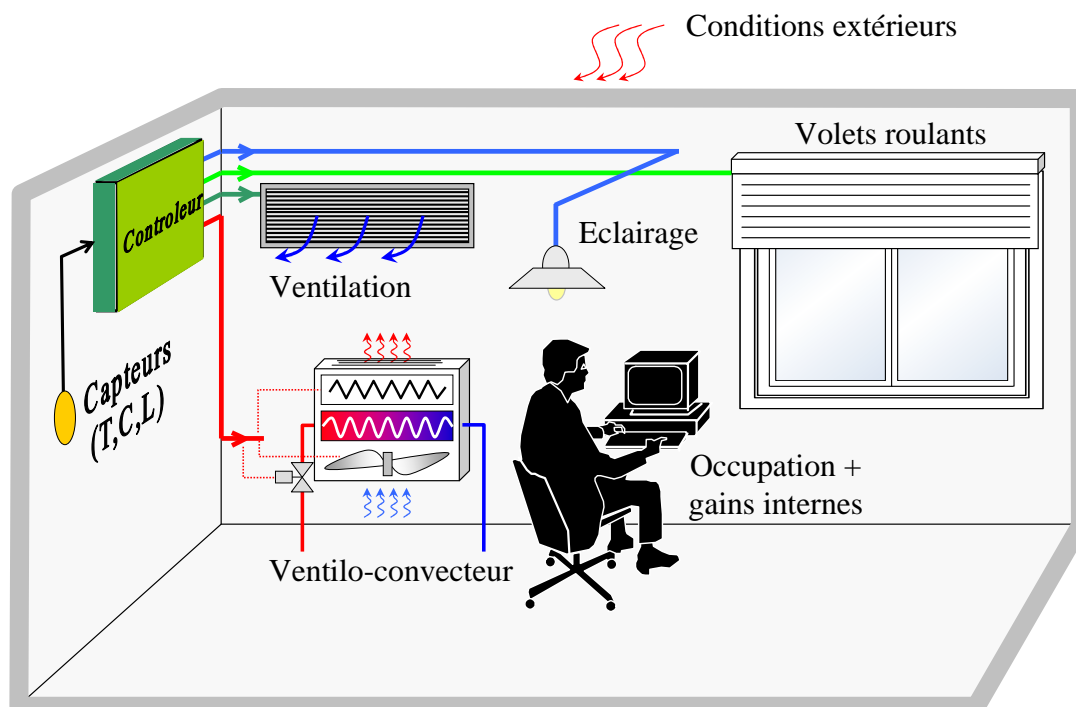 Conditions extérieurs
Volets roulants
Controleur
Eclairage
Ventilation
Capteurs
(T,C,L)
Occupation +
gains internes
Ventilo-convecteur